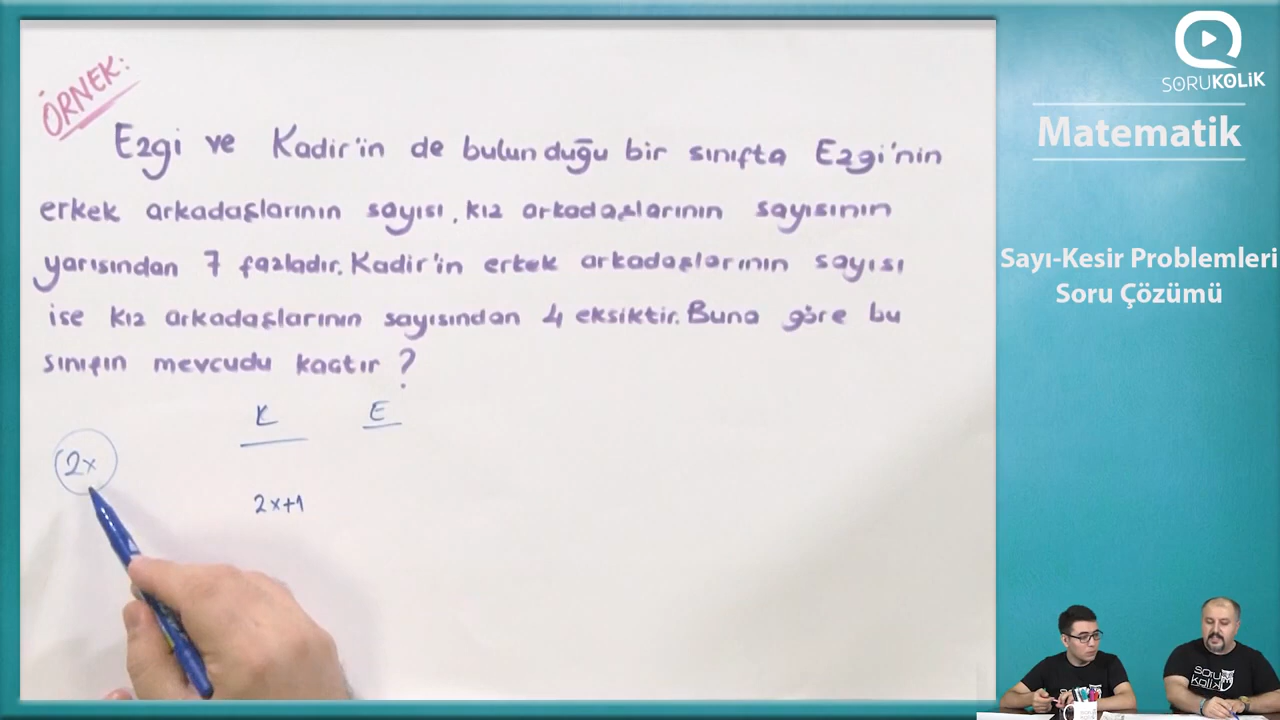 ÖRNEK:
Ezgi ve Kadir'in de bulunduğu bir sınıfta Ezgi'nin
erkek arkadaşlarının sayısı, kız arkadaşlarının sayısının
yarısından 7 fazladır. Kadir'in erkek arkadaşlarının sayısı
ise kız arkadaşlarının sayısından 4 eksiktir. Buna göre bu
sınıfın mevcudu kaçtır ?
K E
2x
2x+1
SORUKOLİK
Matematik
Sayı-Kesir Problemleri
Soru Çözümü
soru
kolik